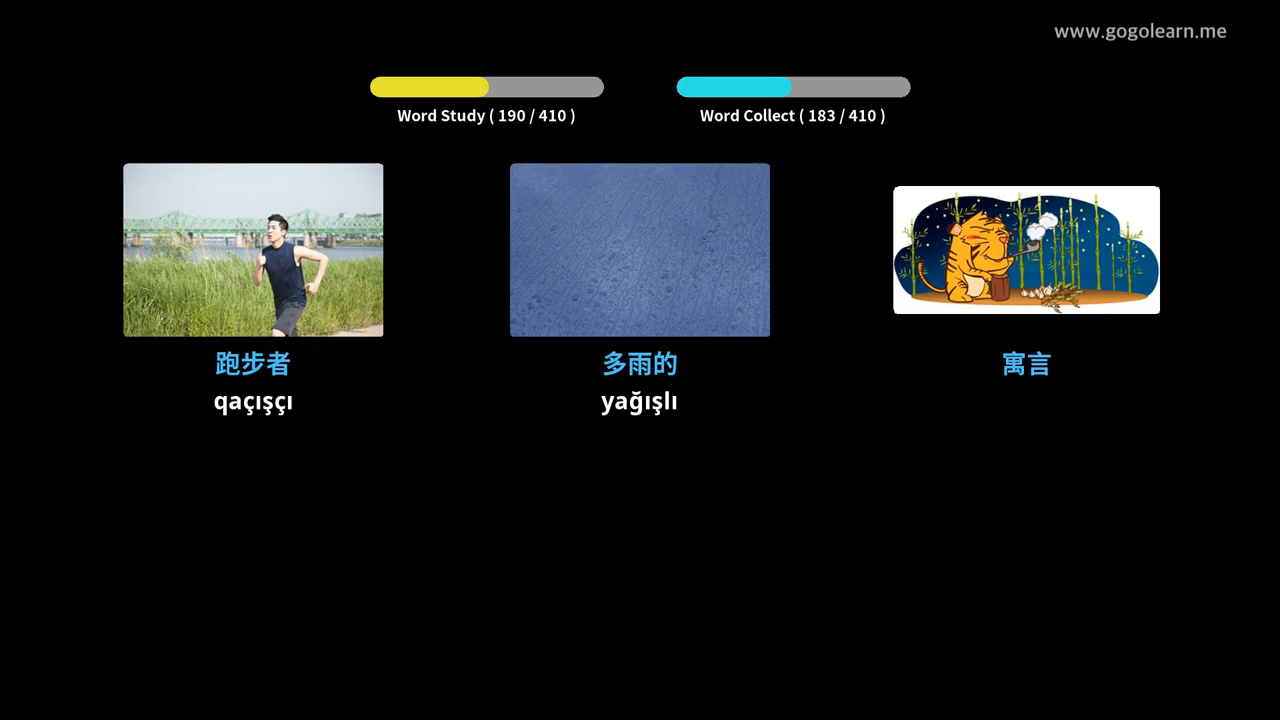 www.gogolearn.me
Word Study ( 190 / 410 )
Word Collect ( 183 / 410 )
跑步者
qaçışçı
多雨的
yağışlı
寓言